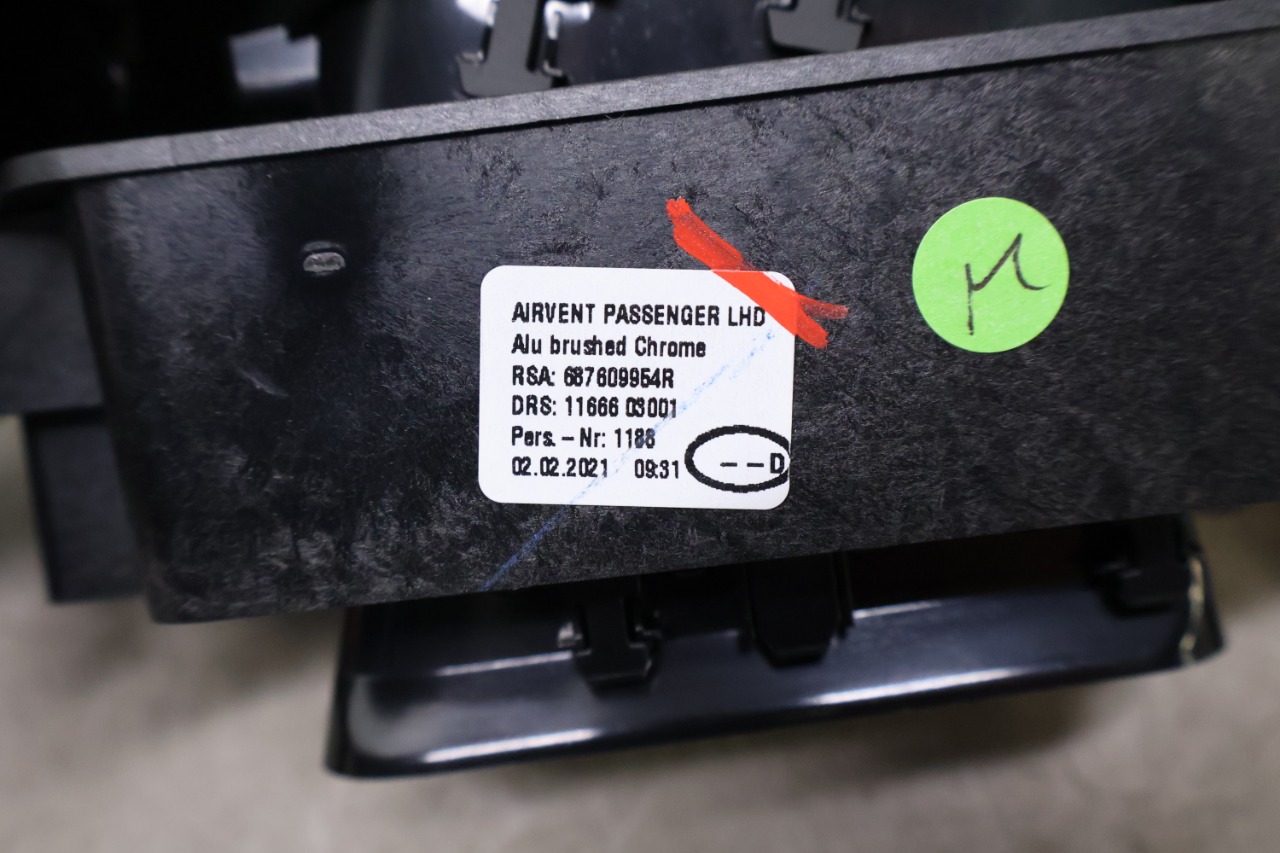 AIRVENT PASSENGER LHD
Alu brushed Chrome
RSA: 687609954R
DRS: 11666 03001
Pers. – Nr: 1188
02.02.2021 09:31 – – D